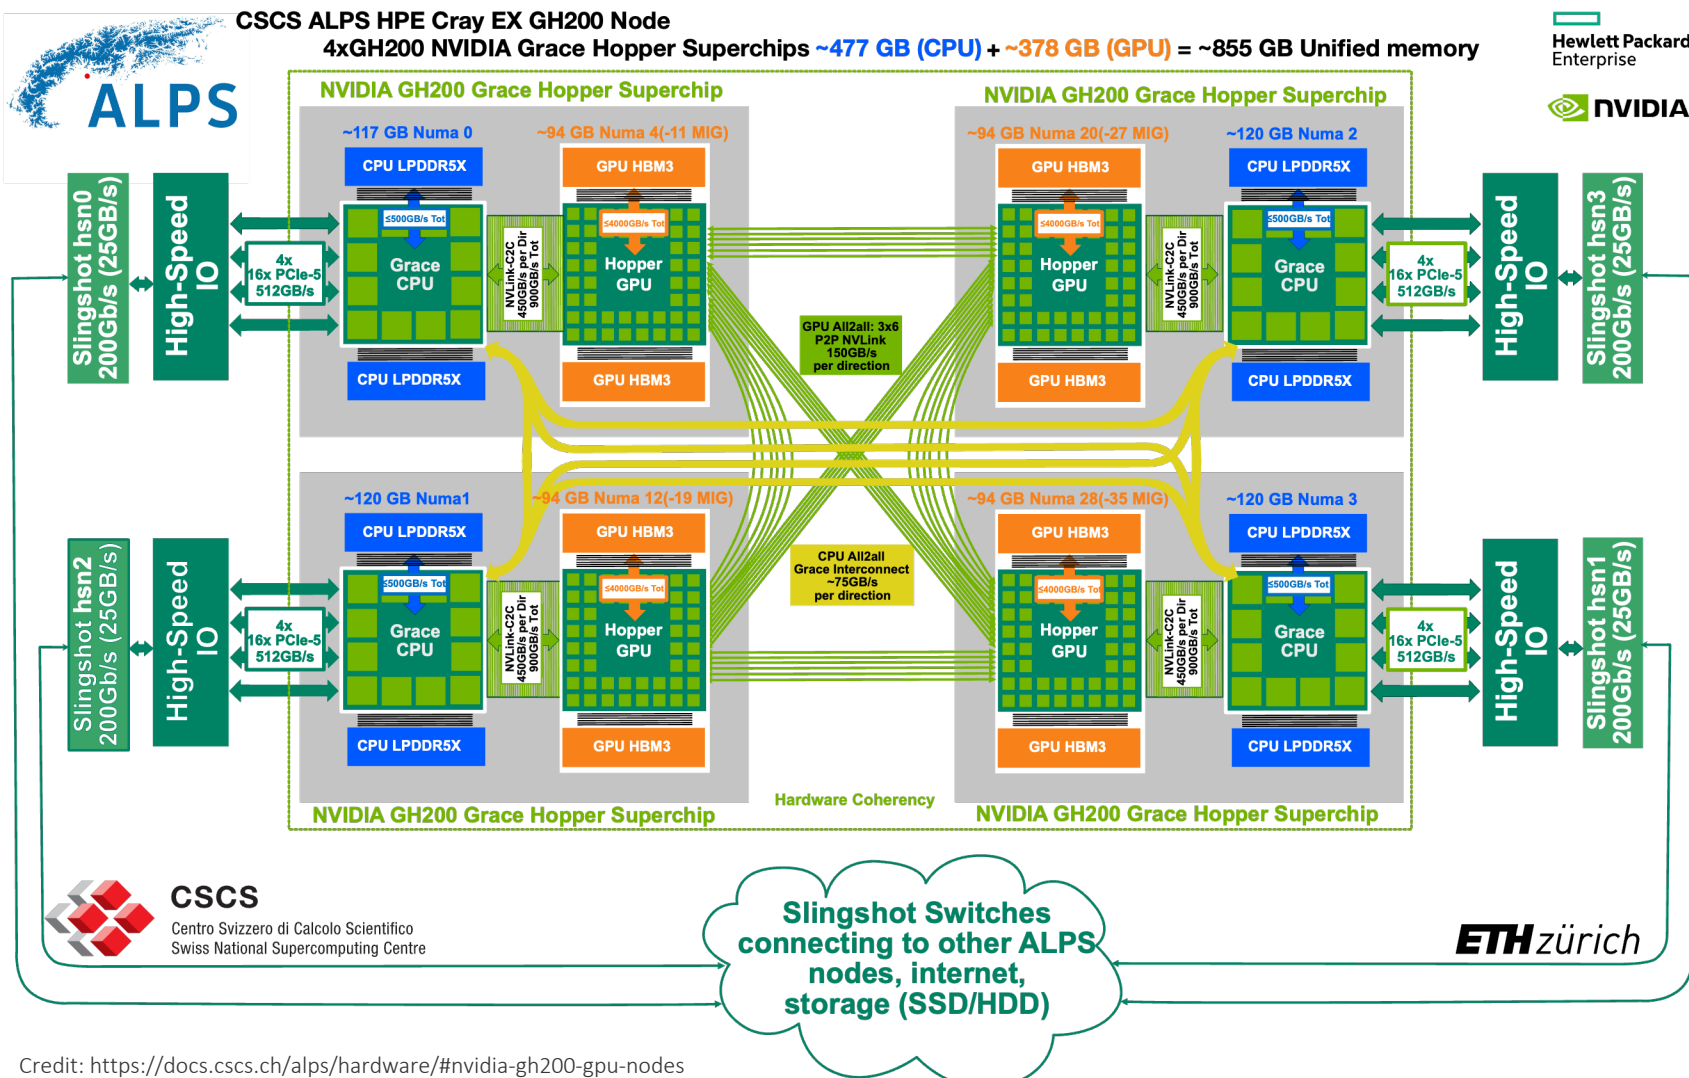 CSCS ALPS HPE Cray EX GH200 Node
4xGH200 NVIDIA Grace Hopper Superchips ~477 GB (CPU) + ~378 GB (GPU) = ~855 GB Unified memory
ALPS
Hewlett Packard
Enterprise
NVIDIA
NVIDIA GH200 Grace Hopper Superchip
~117 GB Numa 0
~94 GB Numa 4(-11 MIG)
CPU LPDDR5X
GPU HBM3
≤500GB/s Tot
≤4000GB/s Tot
Grace
CPU
Hopper
GPU
NVLink-C2C
450GB/s per Dir
900GB/s Tot
CPU LPDDR5X
GPU HBM3
Slingshot hsn0
200Gb/s (25GB/s)
High-Speed
IO
4x
16x PCIe-5
512GB/s
NVIDIA GH200 Grace Hopper Superchip
~94 GB Numa 20(-27 MIG)
~120 GB Numa 2
GPU HBM3
CPU LPDDR5X
≤4000GB/s Tot
≤500GB/s Tot
Hopper
GPU
Grace
CPU
NVLink-C2C
450GB/s per Dir
900GB/s Tot
GPU HBM3
CPU LPDDR5X
4x
16x PCIe-5
512GB/s
High-Speed
IO
Slingshot hsn3
200Gb/s (25GB/s)
GPU All2all: 3x6
P2P NVLink
150GB/s
per direction
~120 GB Numa1
~94 GB Numa 12(-19 MIG)
CPU LPDDR5X
GPU HBM3
≤500GB/s Tot
≤4000GB/s Tot
Grace
CPU
Hopper
GPU
NVLink-C2C
450GB/s per Dir
900GB/s Tot
CPU LPDDR5X
GPU HBM3
NVIDIA GH200 Grace Hopper Superchip
Slingshot hsn2
200Gb/s (25GB/s)
High-Speed
IO
4x
16x PCIe-5
512GB/s
CPU All2all
Grace Interconnect
~75GB/s
per direction
~94 GB Numa 28(-35 MIG)
~120 GB Numa 3
GPU HBM3
CPU LPDDR5X
≤4000GB/s Tot
≤500GB/s Tot
Hopper
GPU
Grace
CPU
NVLink-C2C
450GB/s per Dir
900GB/s Tot
GPU HBM3
CPU LPDDR5X
NVIDIA GH200 Grace Hopper Superchip
4x
16x PCIe-5
512GB/s
High-Speed
IO
Slingshot hsn1
200Gb/s (25GB/s)
Hardware Coherency
CSCS
Centro Svizzero di Calcolo Scientifico
Swiss National Supercomputing Centre
Slingshot Switches
connecting to other ALPS
nodes, internet,
storage (SSD/HDD)
ETH zürich
Credit: https://docs.cscs.ch/alps/hardware/#nvidia-gh200-gpu-nodes